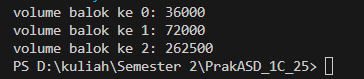 volume balok ke 0: 36000
volume balok ke 1: 72000
volume balok ke 2: 262500
PS D:\kuliah\Semester 2\PrakASD_1C_25>